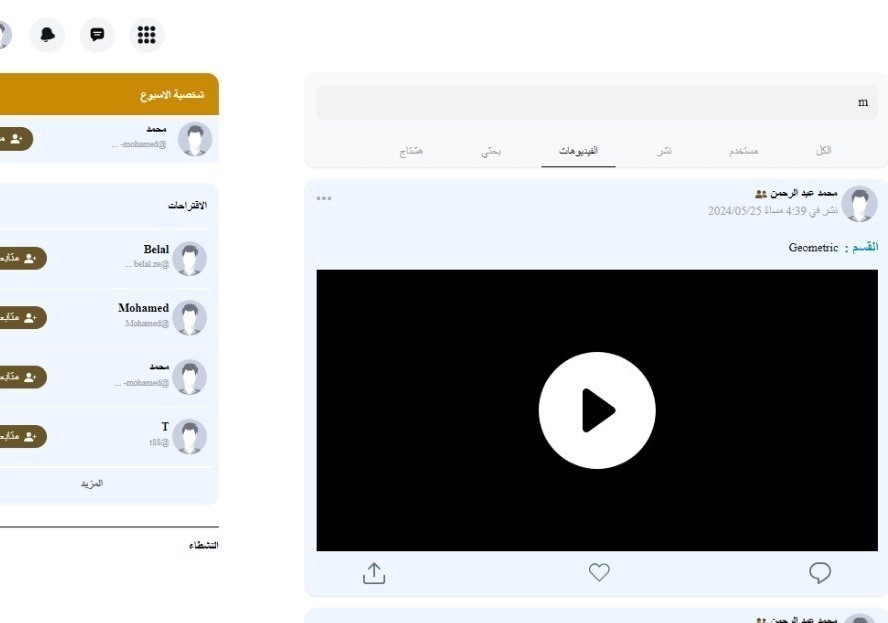 m
الكل
مستخدم
نشر
الفيديوهات
بحثي
هشتاج
محمد عبد الرحمن
نشر في 4:39 مساءً 2024/05/25
القسم : Geometric
محمد عبد الرحمن
شخصية الاسبوع
محمد
@mohamed- ...
الاقتراحات
Belal
@belal.ze ...
متابعة
Mohamed
@Mohamed
متابعة
محمد
@mohamed- ...
متابعة
T
@t88
متابعة
المزيد
النشطاء